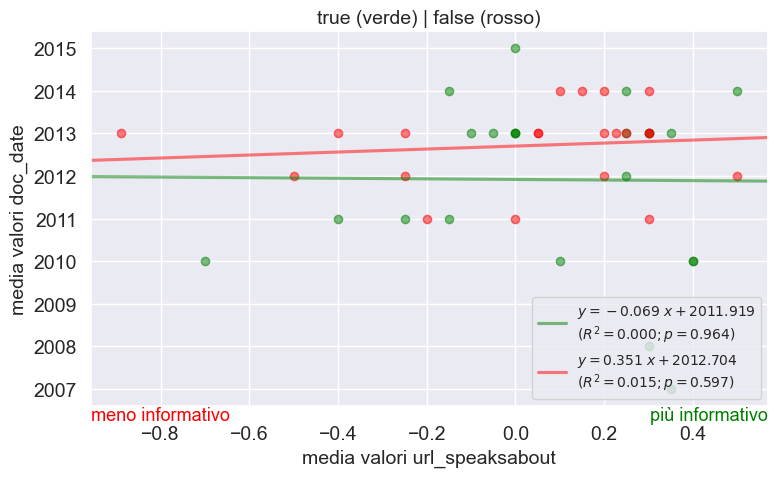 true (verde) | false (rosso)
media valori doc_date
2015
2014
2013
2012
2011
2010
2009
2008
2007
y = −0.069 x + 2011.919
(R² = 0.000; p = 0.964)
y = 0.351 x + 2012.704
(R² = 0.015; p = 0.597)
meno informativo
più informativo
−0.8 −0.6 −0.4 −0.2 0.0 0.2 0.4
media valori url_speaksabout